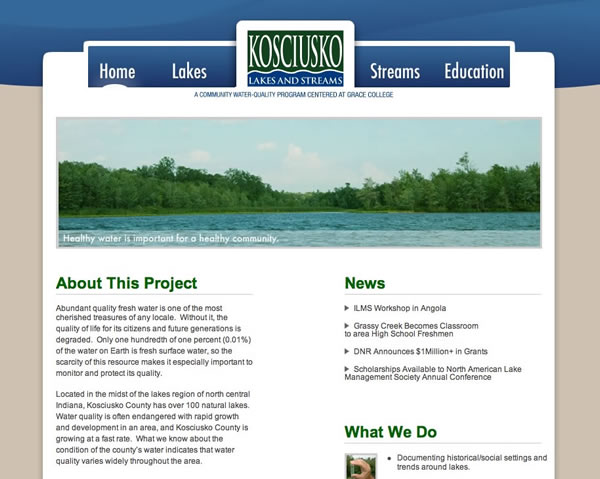 Home
Lakes
KOSCIUSKO
LAKES AND STREAMS
Streams
Education
A COMMUNITY WATER-QUALITY PROGRAM CENTERED AT GRACE COLLEGE
Healthy water is important for a healthy community.
About This Project
Abundant quality fresh water is one of the most
cherished treasures of any locale. Without it, the
quality of life for its citizens and future generations is
degraded. Only one hundredth of one percent (0.01%)
of the water on Earth is fresh surface water, so the
scarcity of this resource makes it especially important to
monitor and protect its quality.
Located in the midst of the lakes region of north central
Indiana, Kosciusko County has over 100 natural lakes.
Water quality is often endangered with rapid growth
and development in an area, and Kosciusko County is
growing at a fast rate. What we know about the
condition of the county's water indicates that water
quality varies widely throughout the area.
News
ILMS Workshop in Angola
Grassy Creek Becomes Classroom
to area High School Freshmen
DNR Announces $1Million+ in Grants
Scholarships Available to North American Lake
Management Society Annual Conference
What We Do
• Documenting historical/social settings and
trends around lakes.